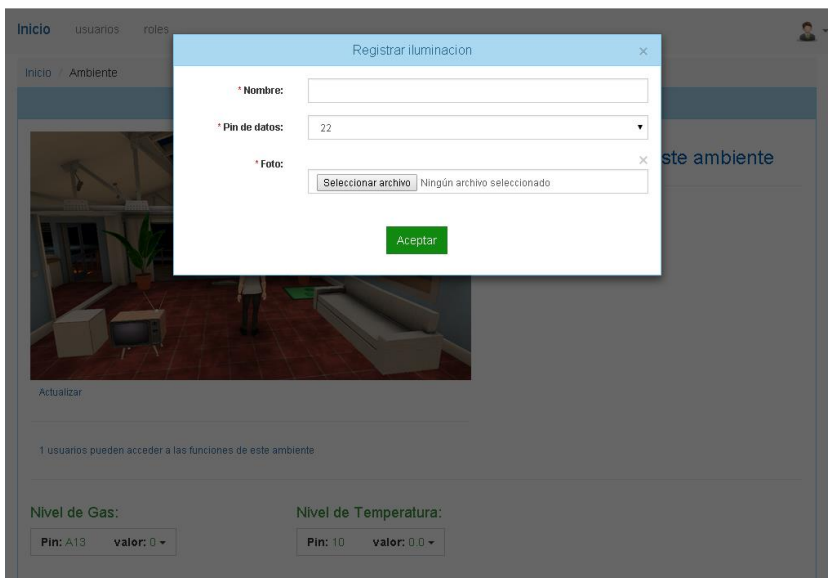 Inicio usuarios roles
Registrar iluminacion ×
Inicio / Ambiente
* Nombre:
* Pin de datos: 22
* Foto: ×
Seleccionar archivo Ningún archivo seleccionado
ste ambiente
Aceptar
Actualizar
1 usuarios pueden acceder a las funciones de este ambiente
Nivel de Gas: Nivel de Temperatura:
Pin: A13 valor: 0 Pin: 10 valor: 0.0